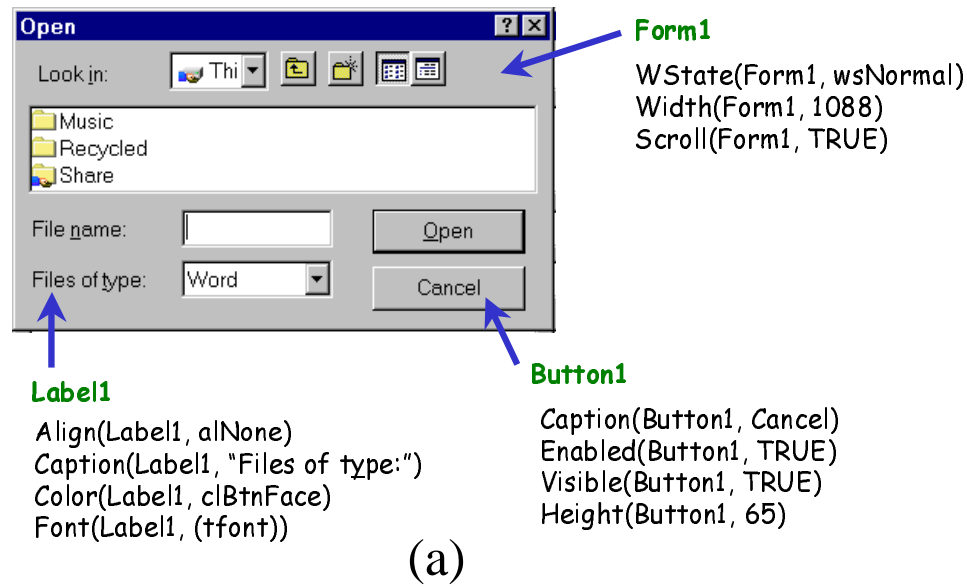 Open
Look in:
Thi
Music
Recycled
Share
File name:
Open
Files of type:
Word
Cancel
Form1
WState(Form1, wsNormal)
Width(Form1, 1088)
Scroll(Form1, TRUE)
Label1
Align(Label1, alNone)
Caption(Label1, “Files of type:”)
Color(Label1, clBtnFace)
Font(Label1, (tfont))
Button1
Caption(Button1, Cancel)
Enabled(Button1, TRUE)
Visible(Button1, TRUE)
Height(Button1, 65)
(a)